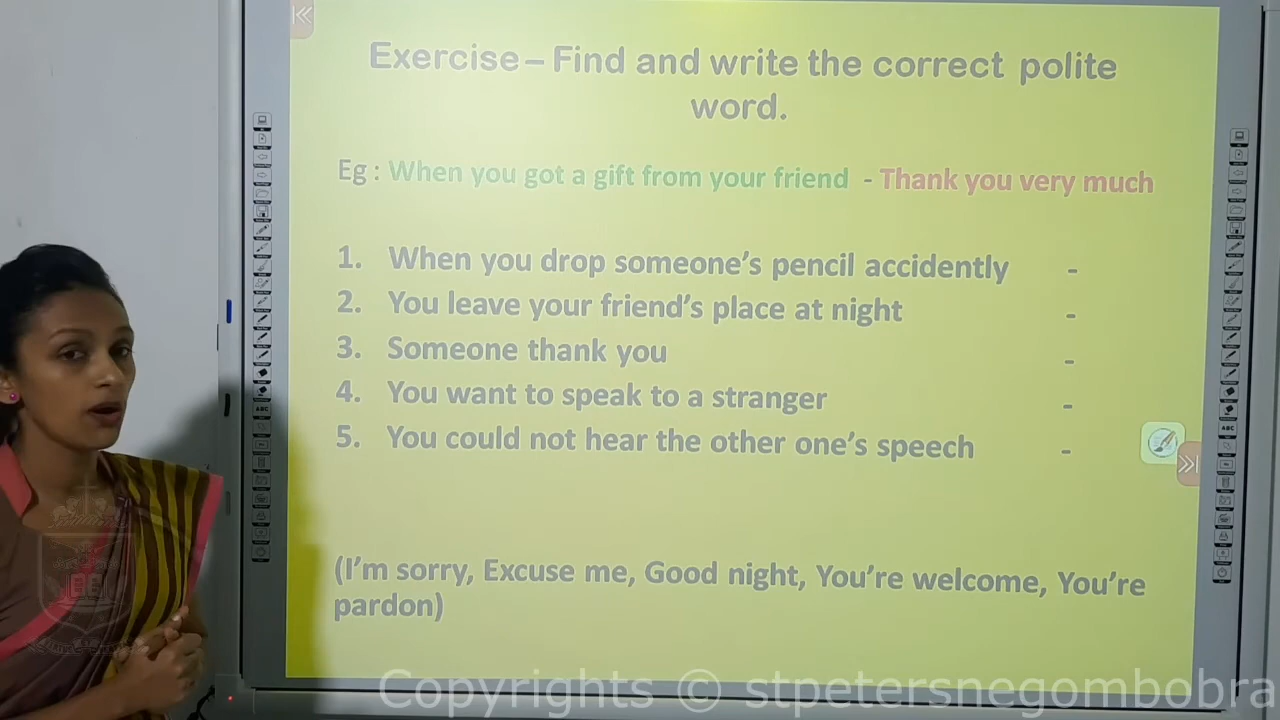 Exercise – Find and write the correct polite
word.
Eg : When you got a gift from your friend - Thank you very much
1. When you drop someone's pencil accidently -
2. You leave your friend's place at night -
3. Someone thank you -
4. You want to speak to a stranger -
5. You could not hear the other one's speech -
(I'm sorry, Excuse me, Good night, You're welcome, You're
pardon)
Copyrights © stpetersnegombobra